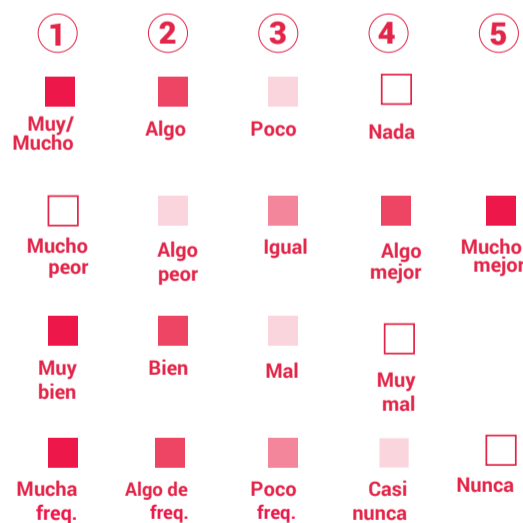 1 2 3 4 5
Muy/ Algo Poco Nada
Mucho
Mucho Algo Igual Algo Mucho
peor peor mejor mejor
Muy Bien Mal Muy
bien mal
Mucha Algo de Poco Casi Nunca
freq. freq. freq. nunca